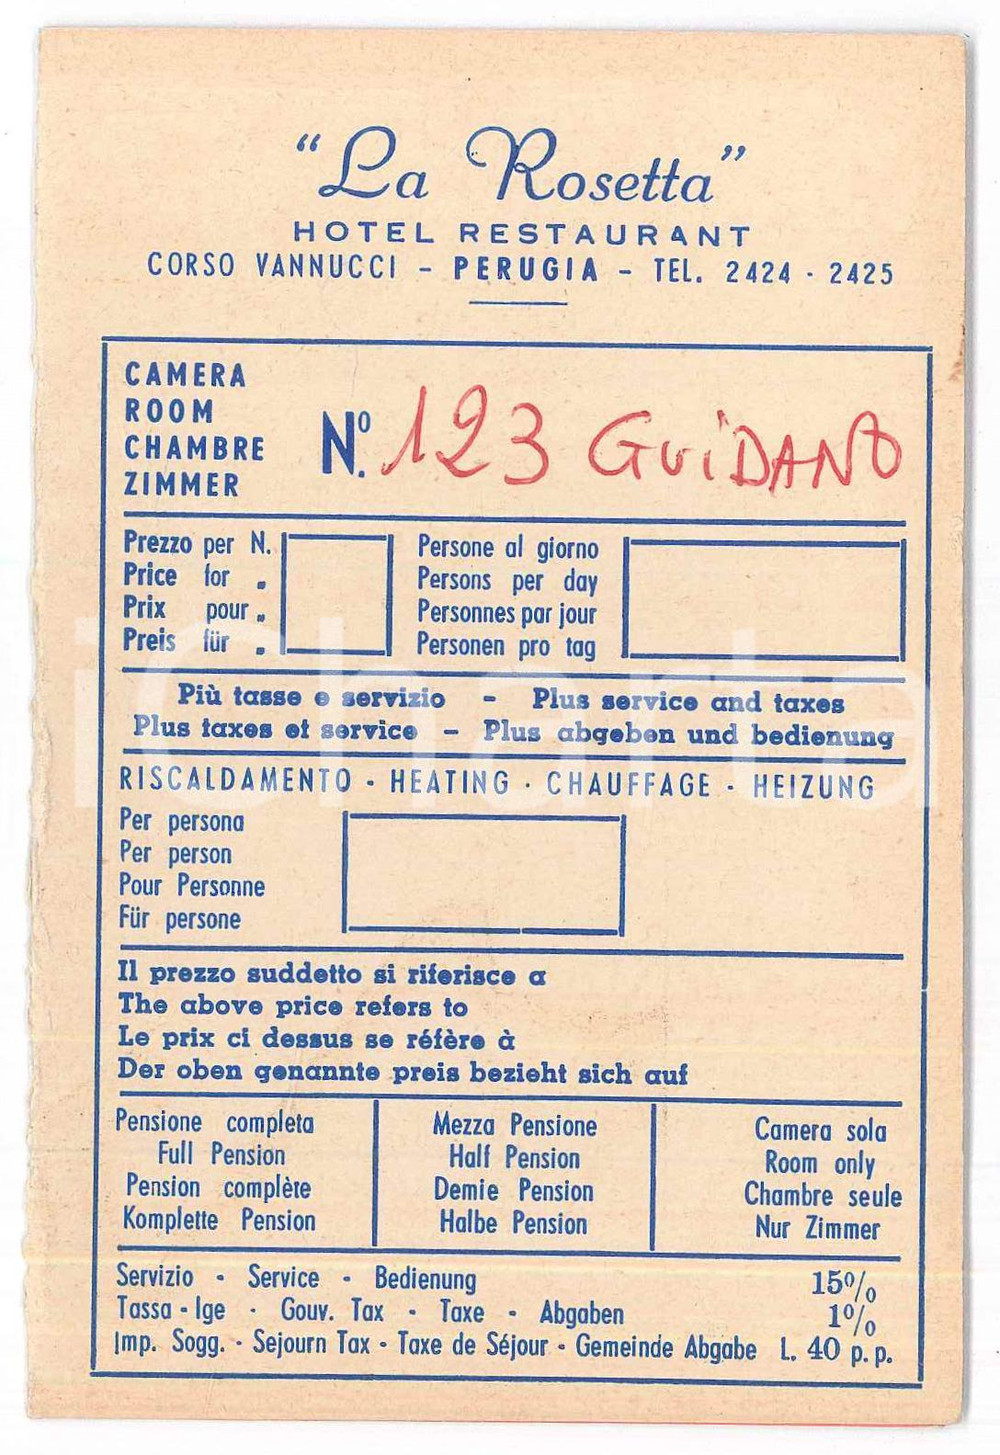 “La Rosetta”
HOTEL RESTAURANT
CORSO VANNUCCI - PERUGIA - TEL. 2424 - 2425
CAMERA
ROOM
CHAMBRE
ZIMMER
Nº. 123 GUiDANO
Prezzo per N.
Price for „
Prix pour „
Preis für „
Persone al giorno
Persons per day
Personnes par jour
Personen pro tag
Più tasse e servizio - Plus service and taxes
Plus taxes et service - Plus abgeben und bedienung
RISCALDAMENTO - HEATING - CHAUFFAGE - HEIZUNG
Per persona
Per person
Pour Personne
Für persone
Il prezzo suddetto si riferisce a
The above price refers to
Le prix ci dessus se réfère à
Der oben genannte preis bezieht sich auf
Pensione completa
Full Pension
Pension complète
Komplette Pension
Mezza Pensione
Half Pension
Demie Pension
Halbe Pension
Camera sola
Room only
Chambre seule
Nur Zimmer
Servizio - Service - Bedienung 15%
Tassa - Ige - Gouv. Tax - Taxe - Abgaben 1%
Imp. Sogg. - Sejourn Tax - Taxe de Séjour - Gemeinde Abgabe L. 40 p. p.
iCharta